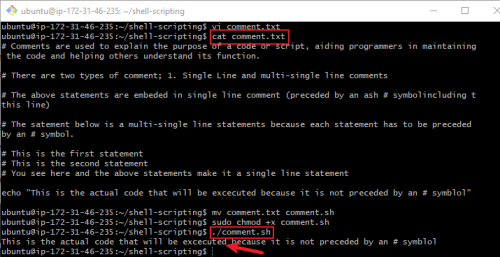 ubuntu@ip-172-31-46-235: ~/shell-scripting
ubuntu@ip-172-31-46-235:~/shell-scripting$ vi comment.txt
ubuntu@ip-172-31-46-235:~/shell-scripting$ cat comment.txt
# Comments are used to explain the purpose of a code or script, aiding programmers in maintaining
 the code and helping others understand its function.
# There are two types of comment; 1. Single Line and multi-single line comments
# The above statements are embeded in single line comment (preceded by an ash # symbolincluding t
this line)
# The satement below is a multi-single line statements because each statement has to be preceded
by an # symbol.
# This is the first statement
# This is the second statement
# You see here and the above statements make it a single line statement
echo "This is the actual code that will be excecuted because it is not preceded by an # symblol"
ubuntu@ip-172-31-46-235:~/shell-scripting$ mv comment.txt comment.sh
ubuntu@ip-172-31-46-235:~/shell-scripting$ sudo chmod +x comment.sh
ubuntu@ip-172-31-46-235:~/shell-scripting$ ./comment.sh
This is the actual code that will be excecuted because it is not preceded by an # symblol
ubuntu@ip-172-31-46-235:~/shell-scripting$